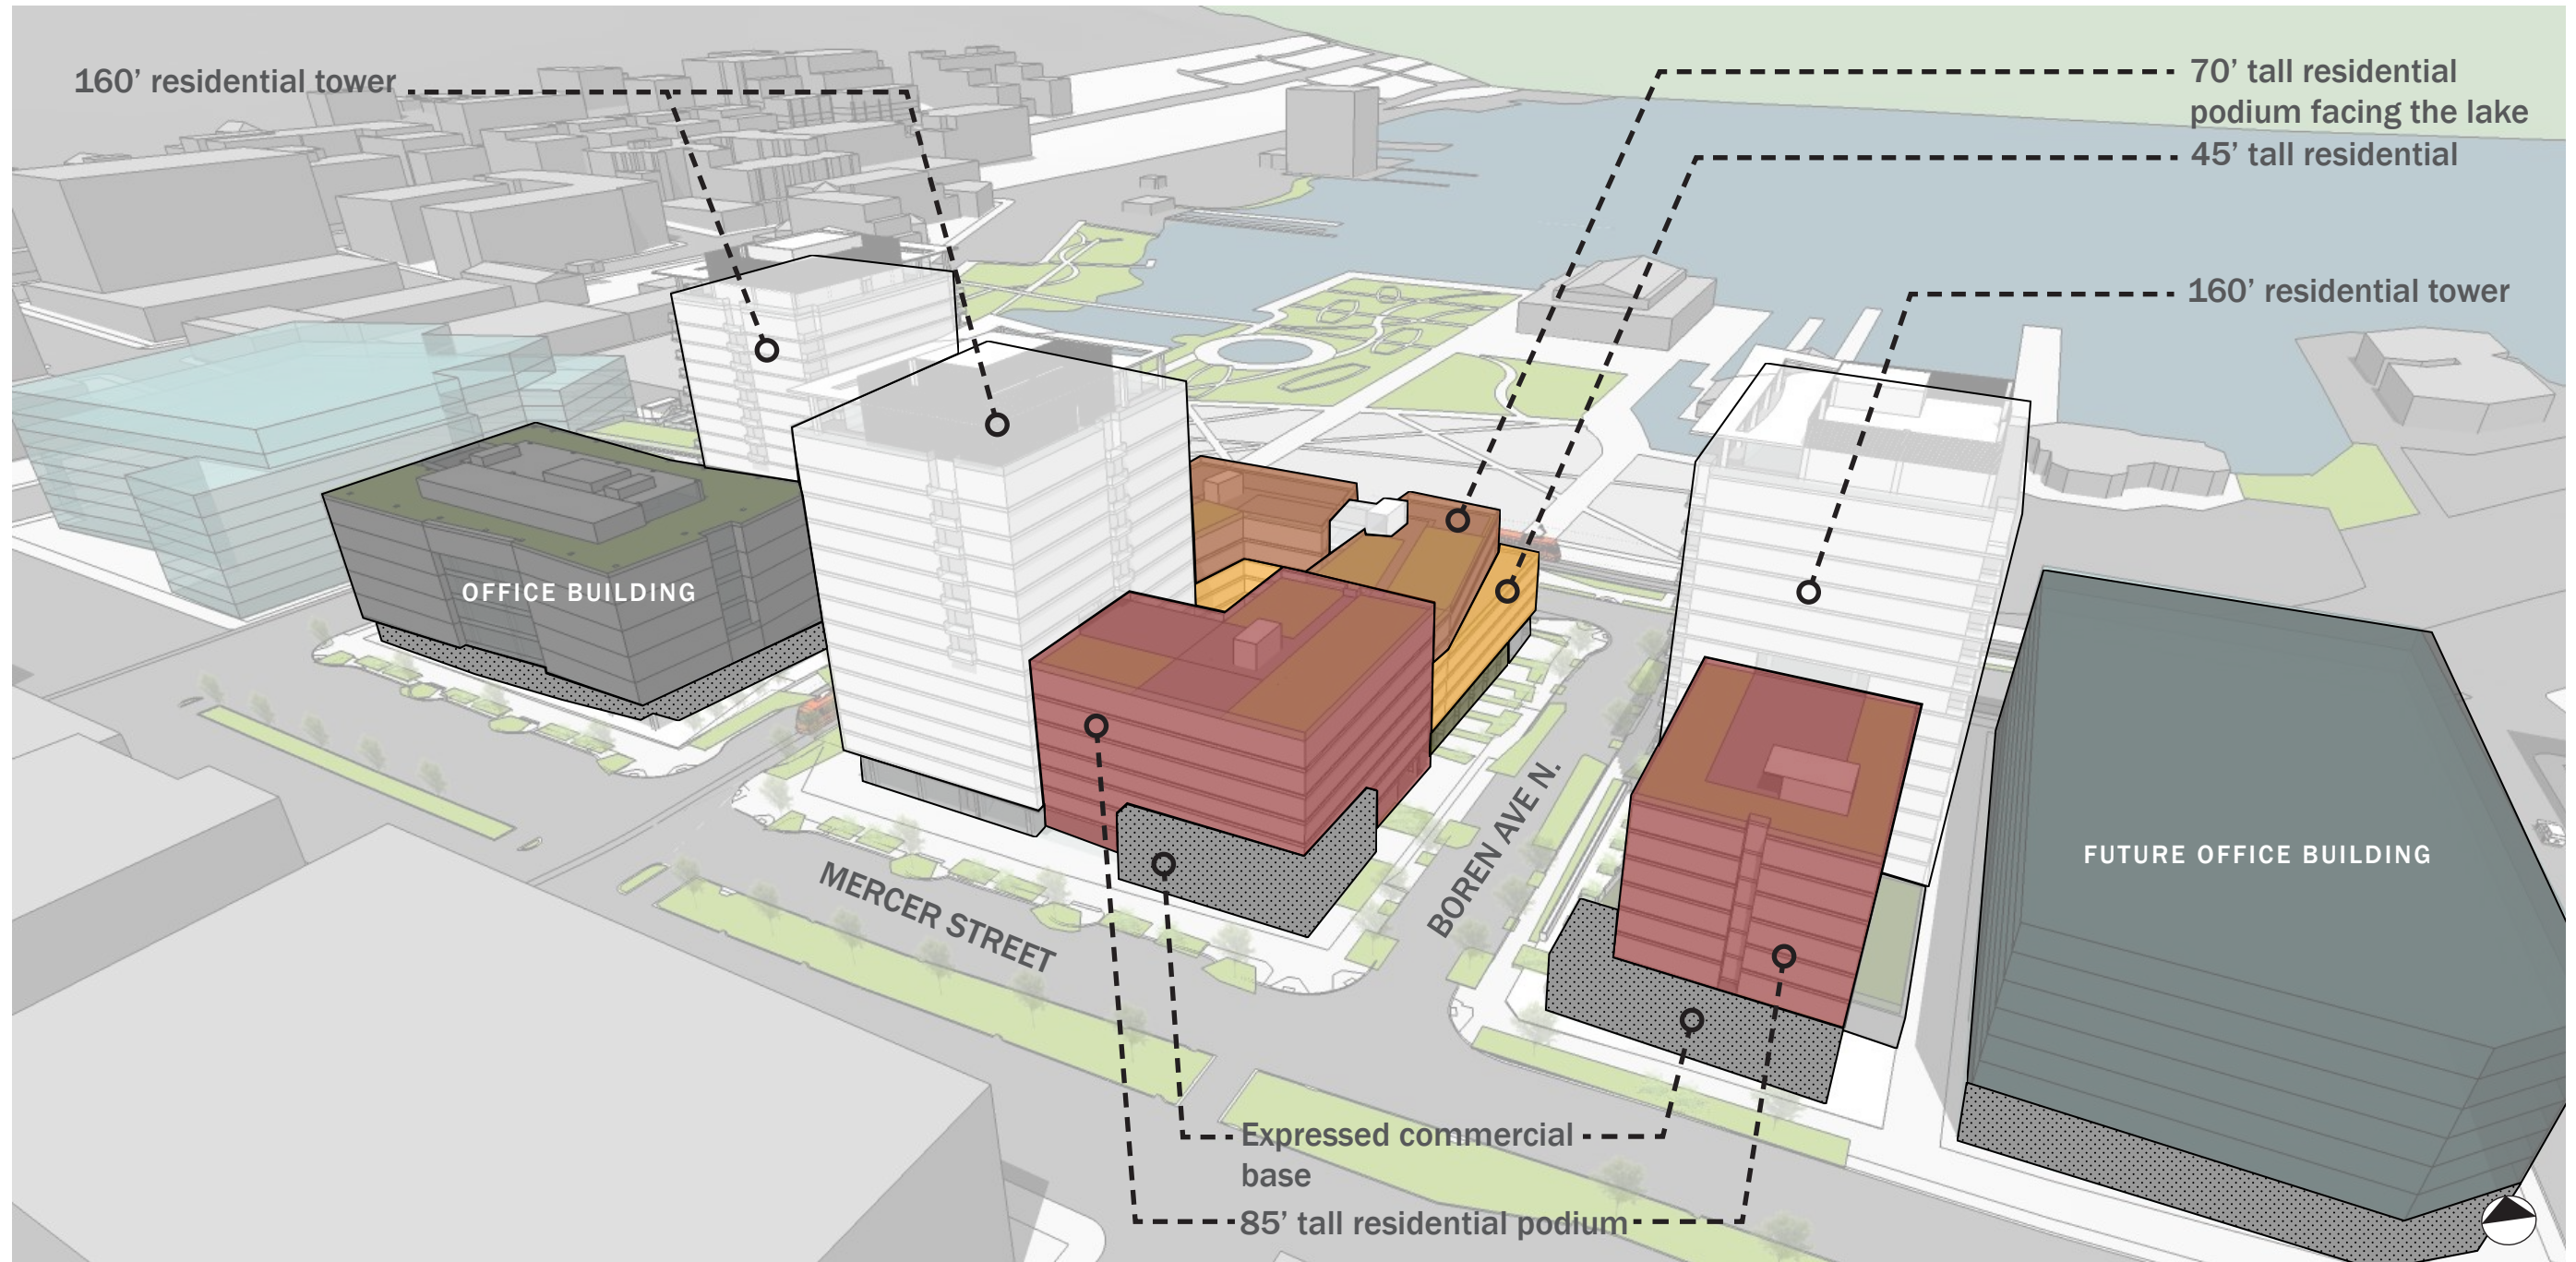 160’ residential tower
70’ tall residential
podium facing the lake
45’ tall residential
160’ residential tower
OFFICE BUILDING
FUTURE OFFICE BUILDING
BOREN AVE N.
MERCER STREET
Expressed commercial
base
85’ tall residential podium